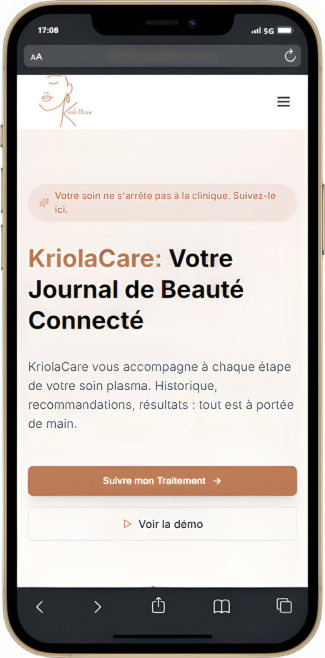 17:08
5G
AA
Kriolé Héona
Votre soin ne s'arrête pas à la clinique. Suivez-le
ici.
KriolaCare: Votre
Journal de Beauté
Connecté
KriolaCare vous accompagne à chaque étape
de votre soin plasma. Historique,
recommandations, résultats : tout est à portée
de main.
Suivre mon Traitement →
Voir la démo